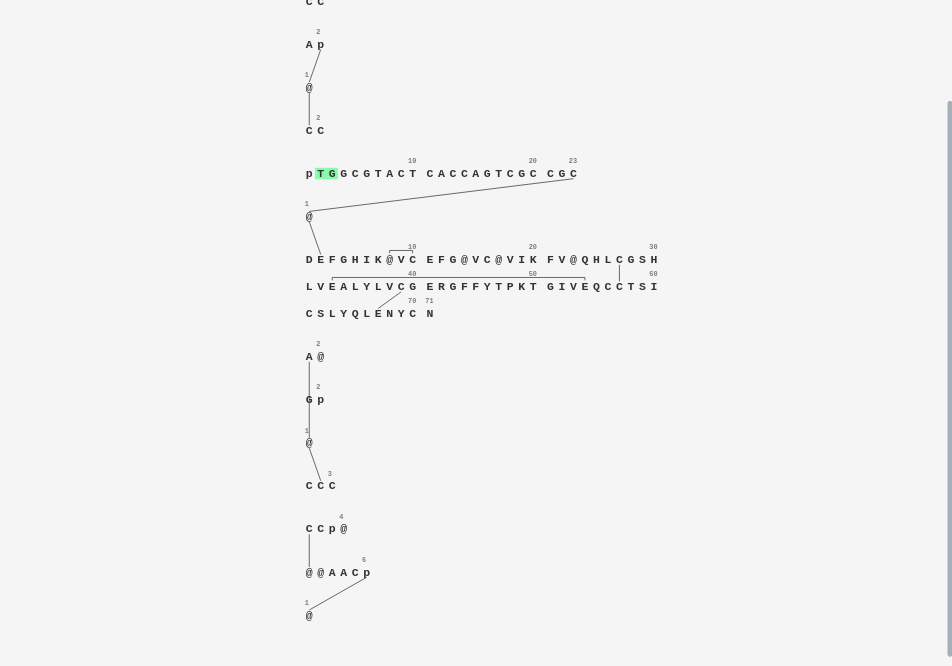 C C
2
A p
1
@
2
C C
10 20 23
p T G G C G T A C T C A C C A G T C G C C G C
1
@
10 20 30
D E F G H I K @ V C E F G @ V C @ V I K F V @ Q H L C G S H
40 50 60
L V E A L Y L V C G E R G F F Y T P K T G I V E Q C C T S I
70 71
C S L Y Q L E N Y C N
2
A @
2
G p
1
@
3
C C C
4
C C p @
6
@ @ A A C p
1
@